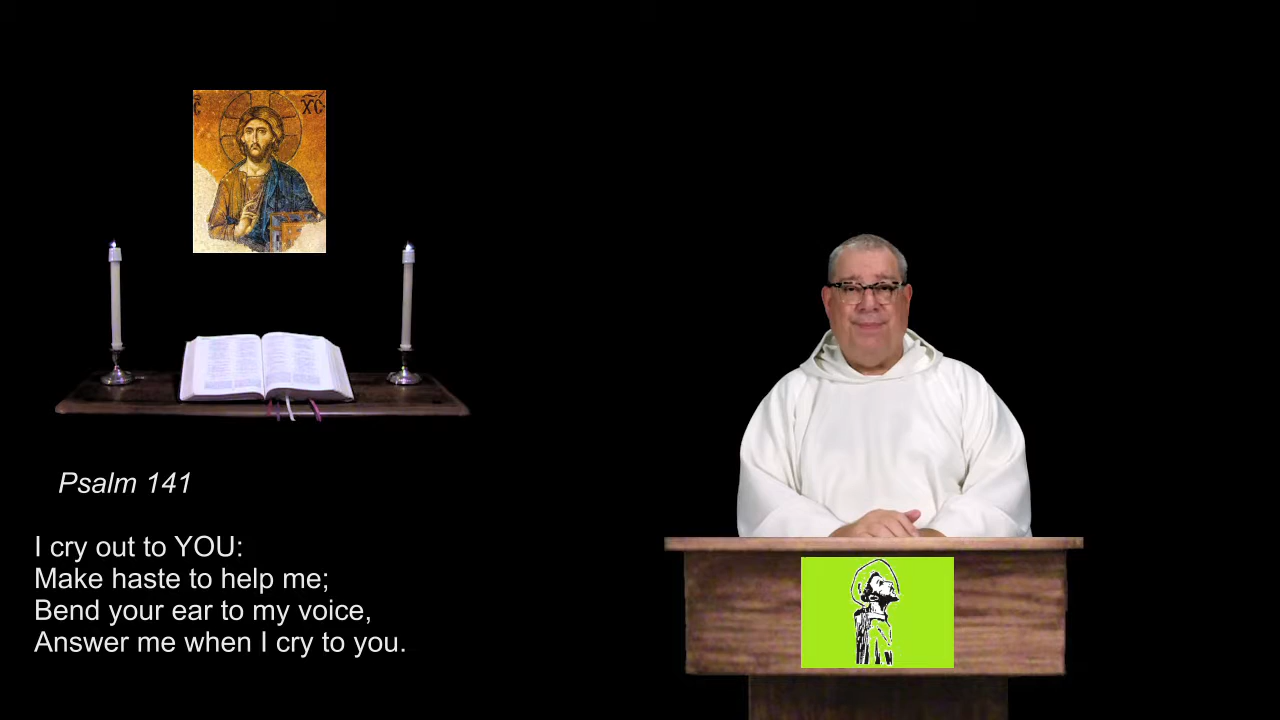 XC
Psalm 141
I cry out to YOU:
Make haste to help me;
Bend your ear to my voice,
Answer me when I cry to you.